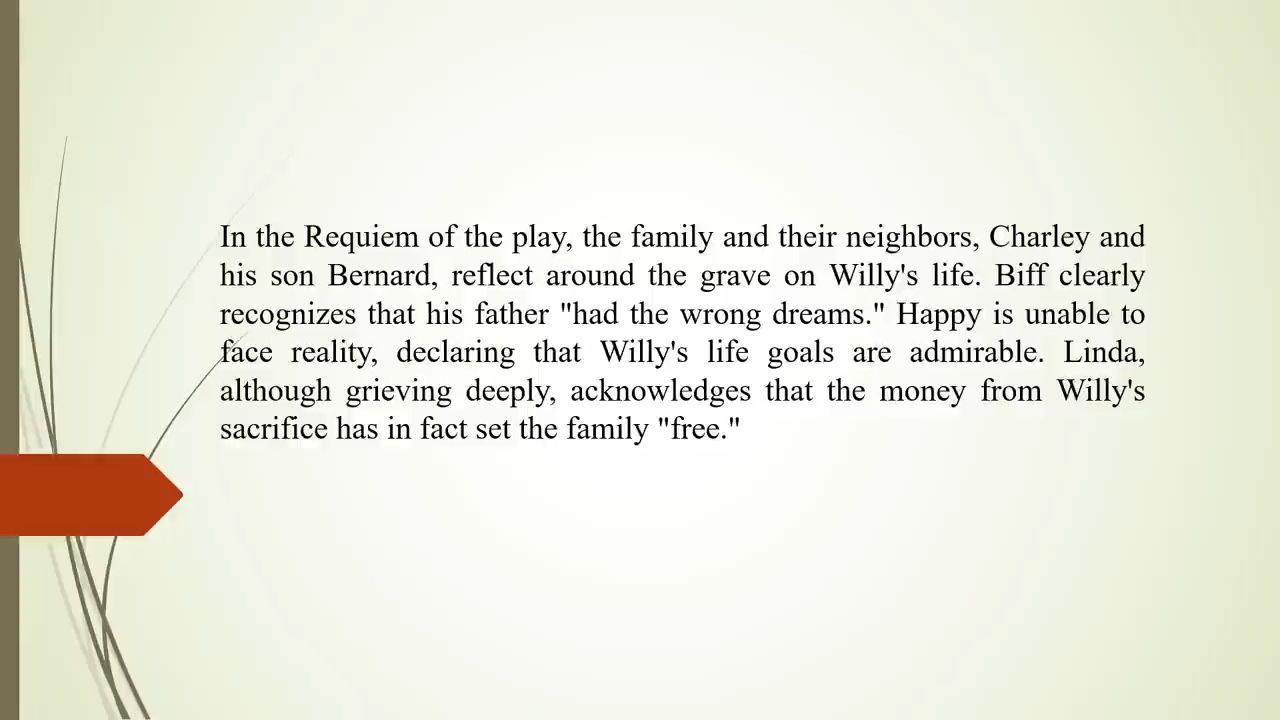 In the Requiem of the play, the family and their neighbors, Charley and
his son Bernard, reflect around the grave on Willy's life. Biff clearly
recognizes that his father "had the wrong dreams." Happy is unable to
face reality, declaring that Willy's life goals are admirable. Linda,
although grieving deeply, acknowledges that the money from Willy's
sacrifice has in fact set the family "free."